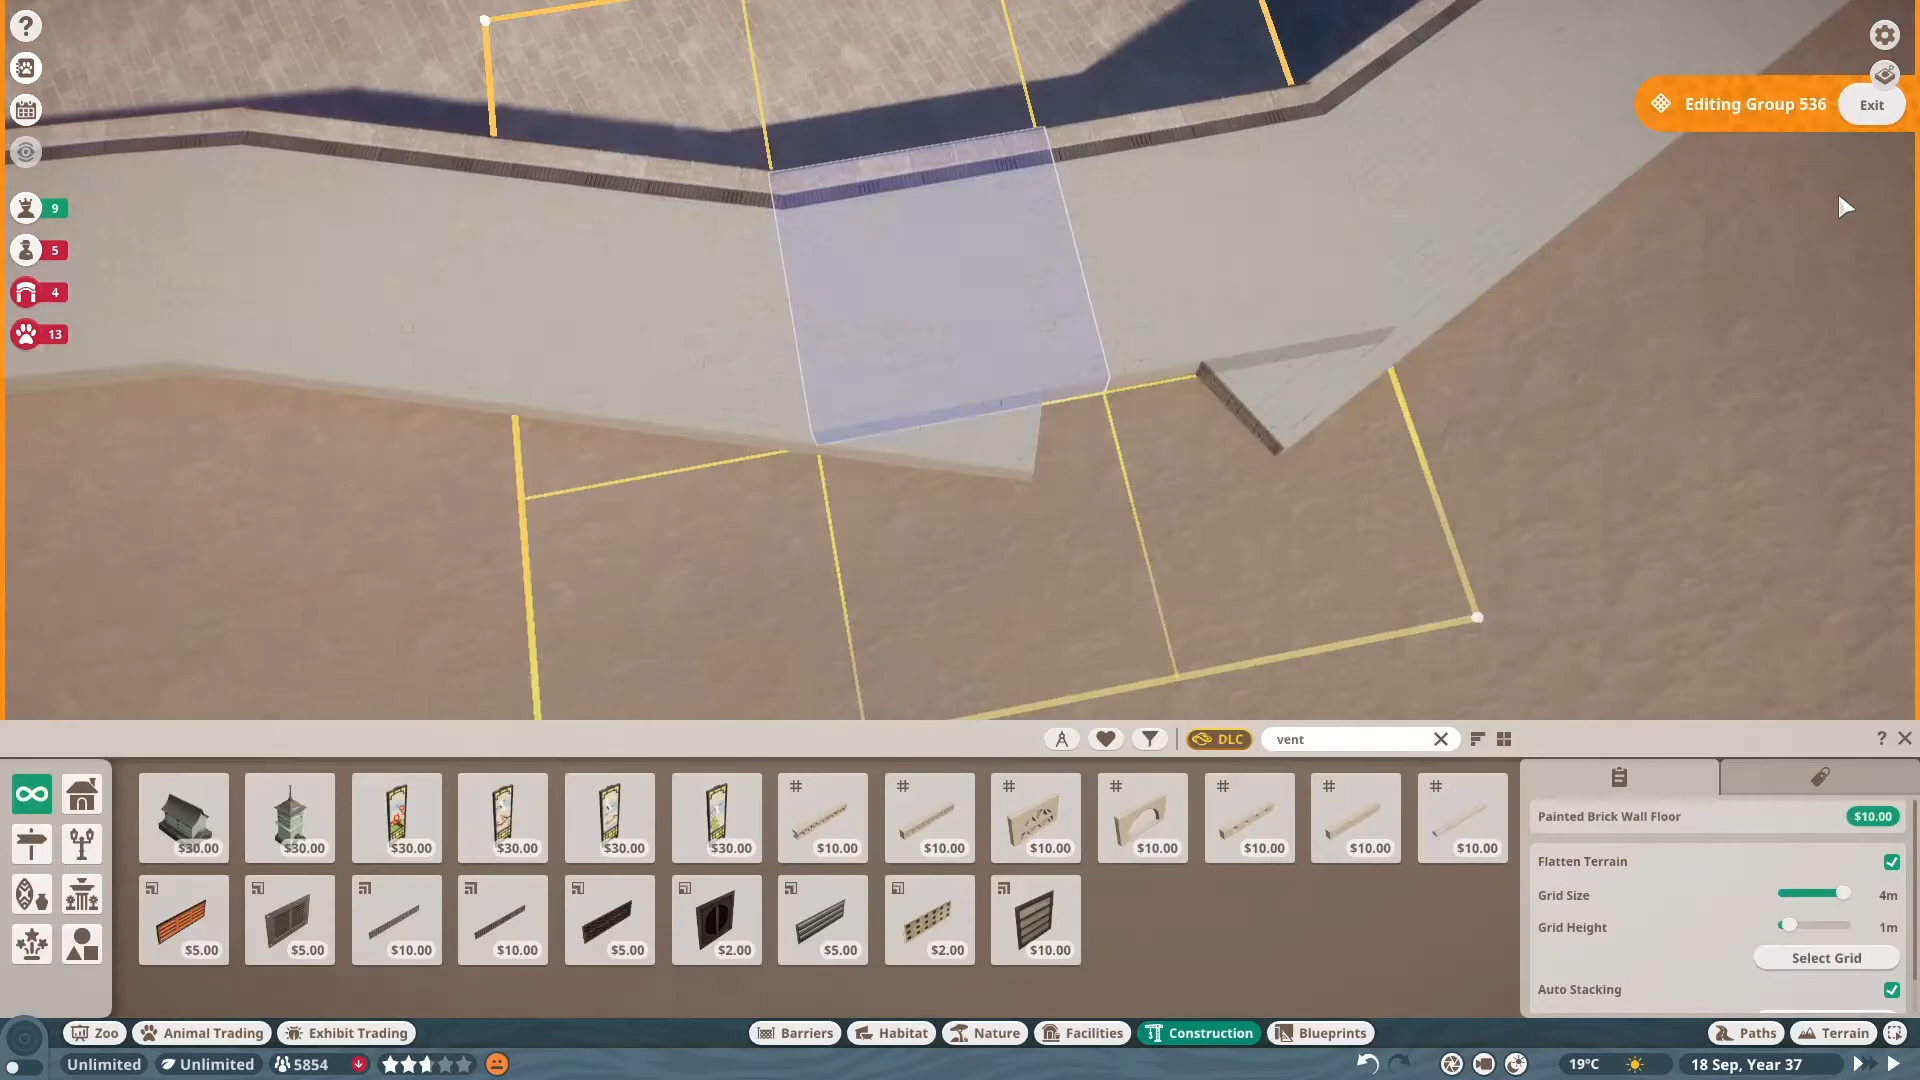 ?
Editing Group 536
Exit
9
5
4
13
DLC
vent
?
$30.00
$30.00
$30.00
$30.00
$30.00
$30.00
$10.00
$10.00
$10.00
$10.00
$10.00
$10.00
$10.00
$5.00
$5.00
$10.00
$10.00
$5.00
$2.00
$5.00
$2.00
$10.00
Painted Brick Wall Floor
$10.00
Flatten Terrain
Grid Size
4m
Grid Height
1m
Select Grid
Auto Stacking
Zoo
Animal Trading
Exhibit Trading
Barriers
Habitat
Nature
Facilities
Construction
Blueprints
Paths
Terrain
Unlimited
Unlimited
5854
19°C
18 Sep, Year 37